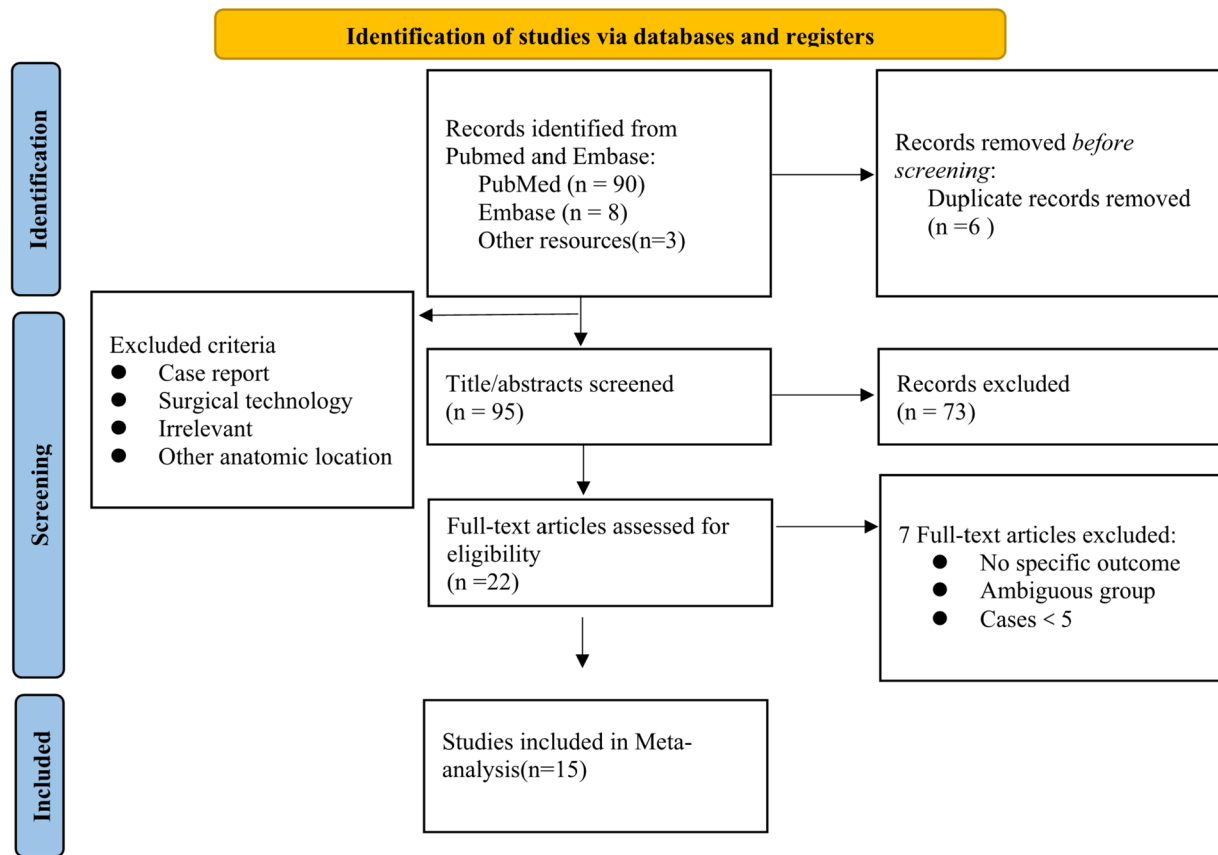 Identification of studies via databases and registers
Identification
Records identified from
Pubmed and Embase:
PubMed (n = 90)
Embase (n = 8)
Other resources(n=3)
Records removed before
screening:
Duplicate records removed
(n =6 )
Screening
Excluded criteria
● Case report
● Surgical technology
● Irrelevant
● Other anatomic location
Title/abstracts screened
(n = 95)
Records excluded
(n = 73)
Full-text articles assessed for
eligibility
(n =22)
7 Full-text articles excluded:
● No specific outcome
● Ambiguous group
● Cases < 5
Included
Studies included in Meta-
analysis(n=15)